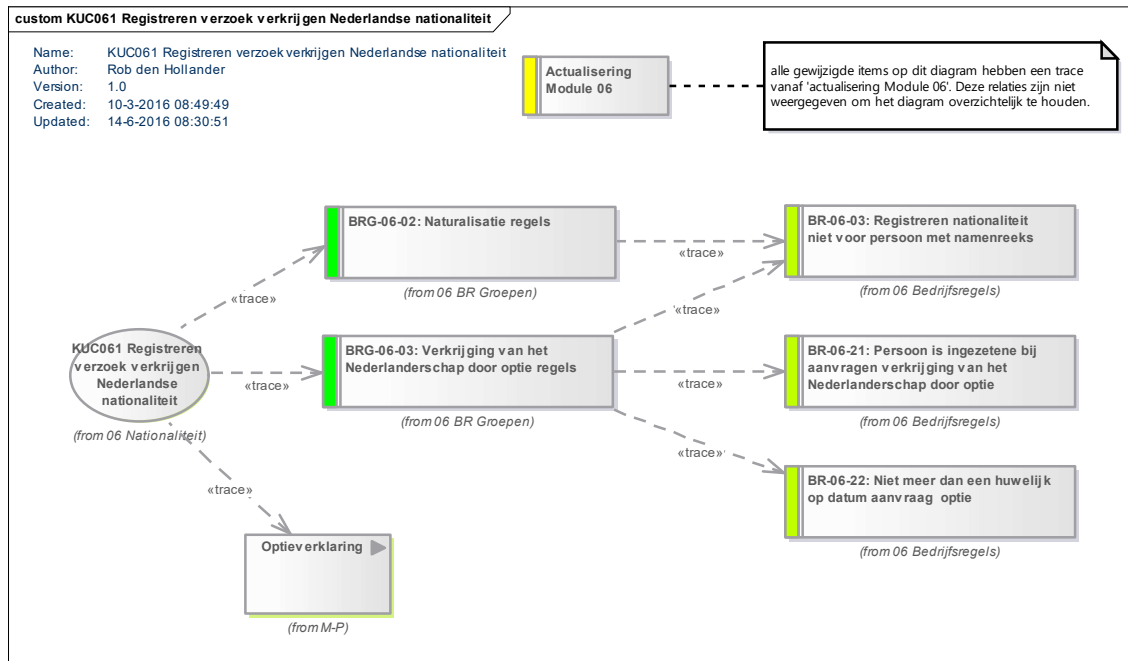 custom KUC061 Registreren verzoek verkrijgen Nederlandse nationaliteit
Name: KUC061 Registreren verzoek verkrijgen Nederlandse nationaliteit
Author: Rob den Hollander
Version: 1.0
Created: 10-3-2016 08:49:49
Updated: 14-6-2016 08:30:51
Actualisering
Module 06
alle gewijzigde items op dit diagram hebben een trace
vanaf 'actualisering Module 06'. Deze relaties zijn niet
weergegeven om het diagram overzichtelijk te houden.
BRG-06-02: Naturalisatie regels
(from 06 BR Groepen)
BR-06-03: Registreren nationaliteit
niet voor persoon met namenreeks
(from 06 Bedrijfsregels)
«trace»
«trace»
«trace»
KUC061 Registreren
verzoek verkrijgen
Nederlandse
nationaliteit
(from 06 Nationaliteit)
«trace»
BRG-06-03: Verkrijging van het
Nederlanderschap door optie regels
(from 06 BR Groepen)
«trace»
BR-06-21: Persoon is ingezetene bij
aanvragen verkrijging van het
Nederlanderschap door optie
(from 06 Bedrijfsregels)
«trace»
BR-06-22: Niet meer dan een huwelijk
op datum aanvraag optie
(from 06 Bedrijfsregels)
«trace»
Optieverklaring
(from M-P)